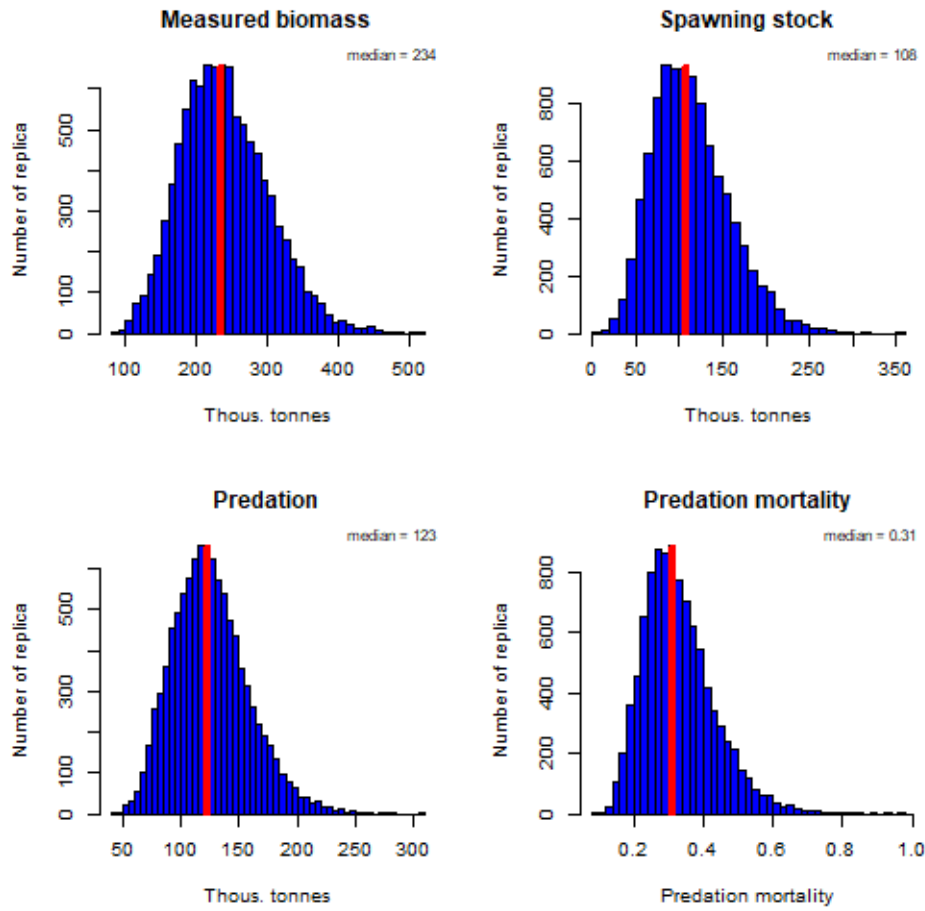 Measured biomass
median = 234
Number of replica
0 100 300 500
100 200 300 400 500
Thous. tonnes
Spawning stock
median = 108
Number of replica
0 200 400 600 800
0 50 150 250 350
Thous. tonnes
Predation
median = 123
Number of replica
0 100 300 500
50 100 150 200 250 300
Thous. tonnes
Predation mortality
median = 0.31
Number of replica
0 200 400 600 800
0.2 0.4 0.6 0.8 1.0
Predation mortality